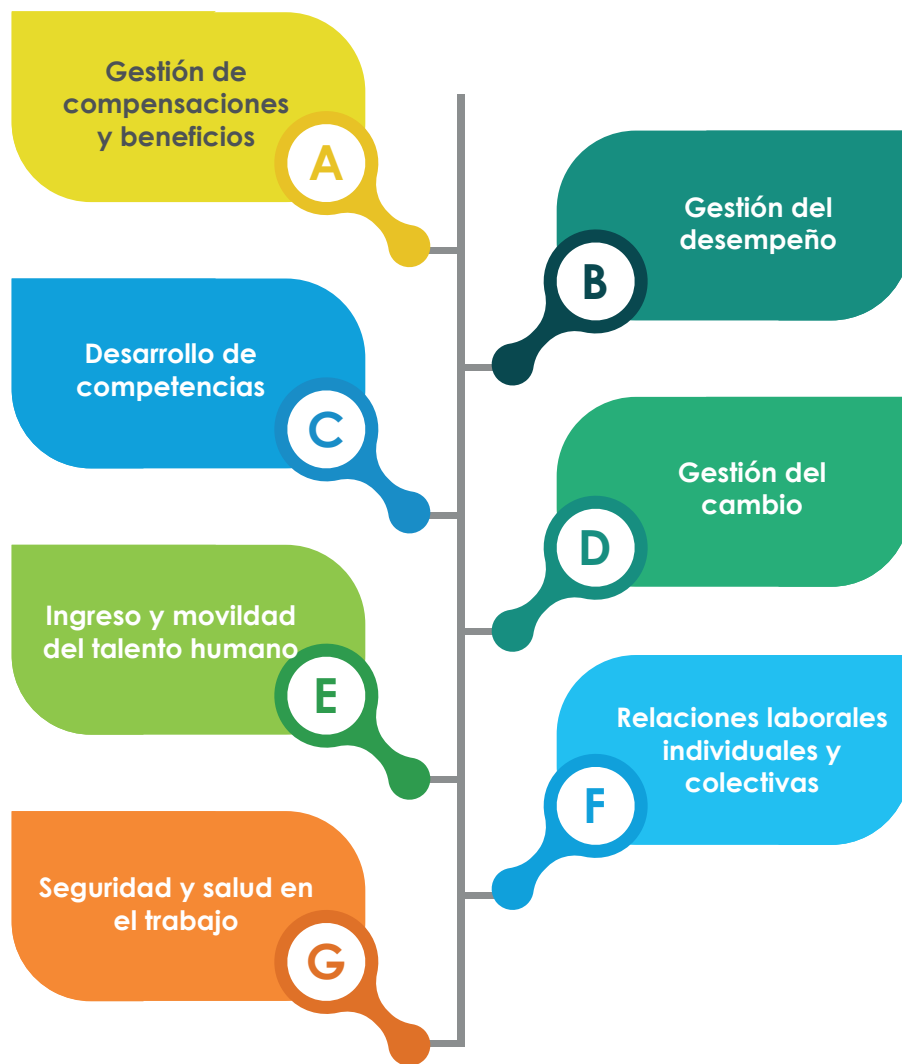 Gestión de
compensaciones
y beneficios
A
Gestión del
desempeño
B
Desarrollo de
competencias
C
Gestión del
cambio
D
Ingreso y movildad
del talento humano
E
Relaciones laborales
individuales y
colectivas
F
Seguridad y salud en
el trabajo
G